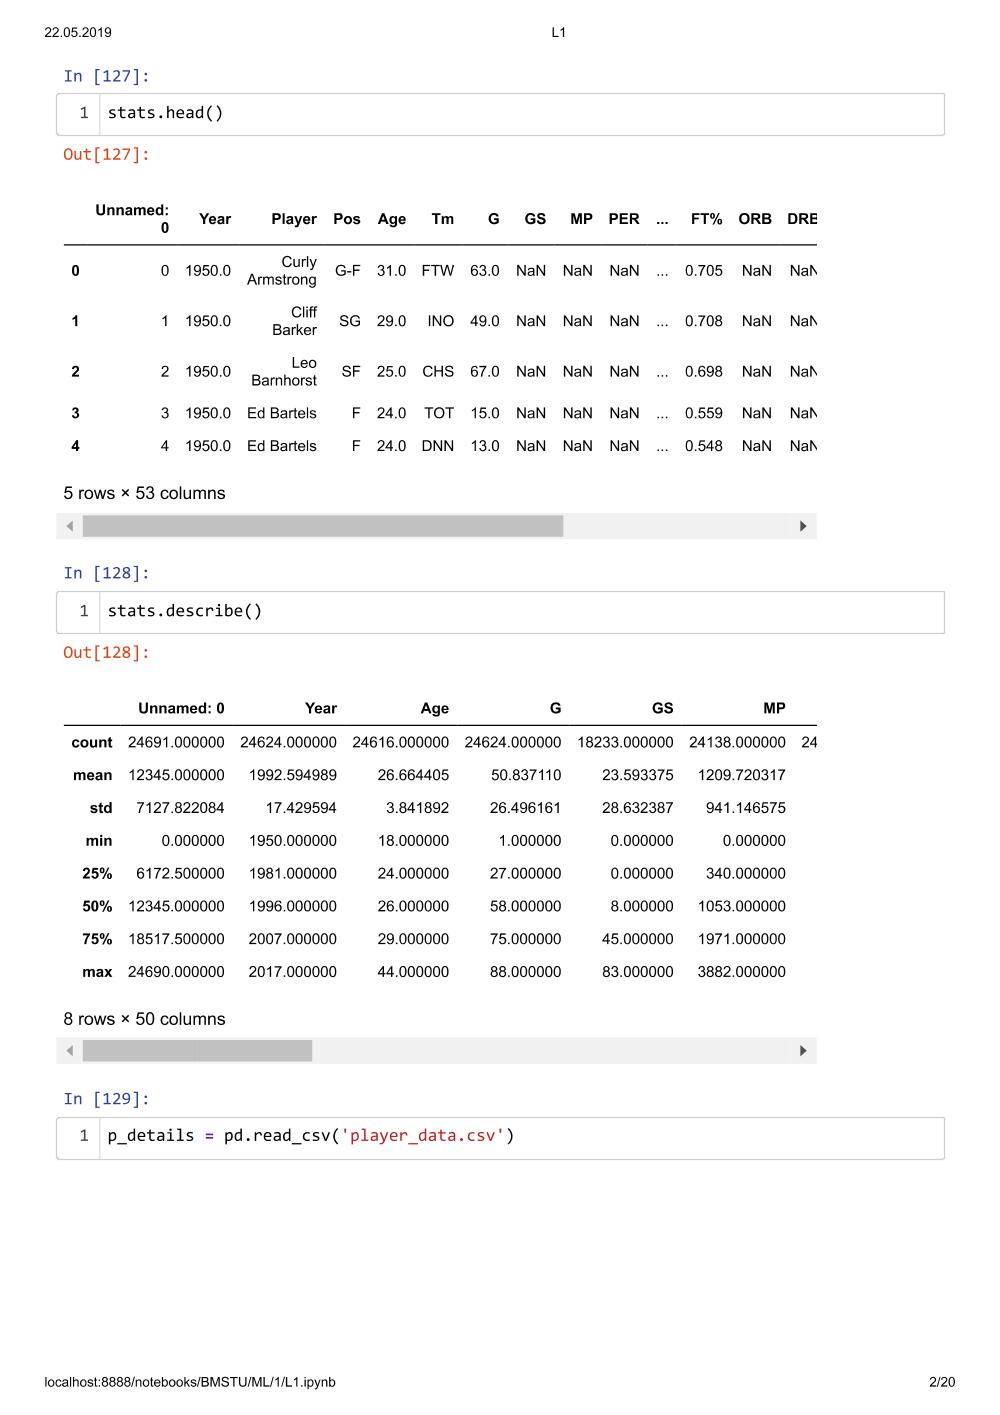 22.05.2019 L1
In [127]:
1 stats.head()
Out[127]:
Unnamed: 0 Year Player Pos Age Tm G GS MP PER ... FT% ORB DRB
0 0 1950.0 Curly Armstrong G-F 31.0 FTW 63.0 NaN NaN NaN ... 0.705 NaN NaN
1 1 1950.0 Cliff Barker SG 29.0 INO 49.0 NaN NaN NaN ... 0.708 NaN NaN
2 2 1950.0 Leo Barnhorst SF 25.0 CHS 67.0 NaN NaN NaN ... 0.698 NaN NaN
3 3 1950.0 Ed Bartels F 24.0 TOT 15.0 NaN NaN NaN ... 0.559 NaN NaN
4 4 1950.0 Ed Bartels F 24.0 DNN 13.0 NaN NaN NaN ... 0.548 NaN NaN
5 rows × 53 columns
In [128]:
1 stats.describe()
Out[128]:
Unnamed: 0 Year Age G GS MP
count 24691.000000 24624.000000 24616.000000 24624.000000 18233.000000 24138.000000 24
mean 12345.000000 1992.594989 26.664405 50.837110 23.593375 1209.720317
std 7127.822084 17.429594 3.841892 26.496161 28.632387 941.146575
min 0.000000 1950.000000 18.000000 1.000000 0.000000 0.000000
25% 6172.500000 1981.000000 24.000000 27.000000 0.000000 340.000000
50% 12345.000000 1996.000000 26.000000 58.000000 8.000000 1053.000000
75% 18517.500000 2007.000000 29.000000 75.000000 45.000000 1971.000000
max 24690.000000 2017.000000 44.000000 88.000000 83.000000 3882.000000
8 rows × 50 columns
In [129]:
1 p_details = pd.read_csv('player_data.csv')
localhost:8888/notebooks/BMSTU/ML/1/L1.ipynb 2/20